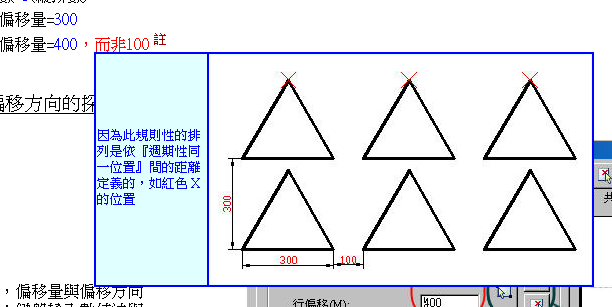 偏移量=300
偏移量=400，而非100 註
偏移方向的探
因為此規則性的排
列是依『週期性同
一位置』間的距離
定義的，如紅色Ｘ
的位置
300
300
100
共
，偏移量與偏移方向
行偏移(M):
400